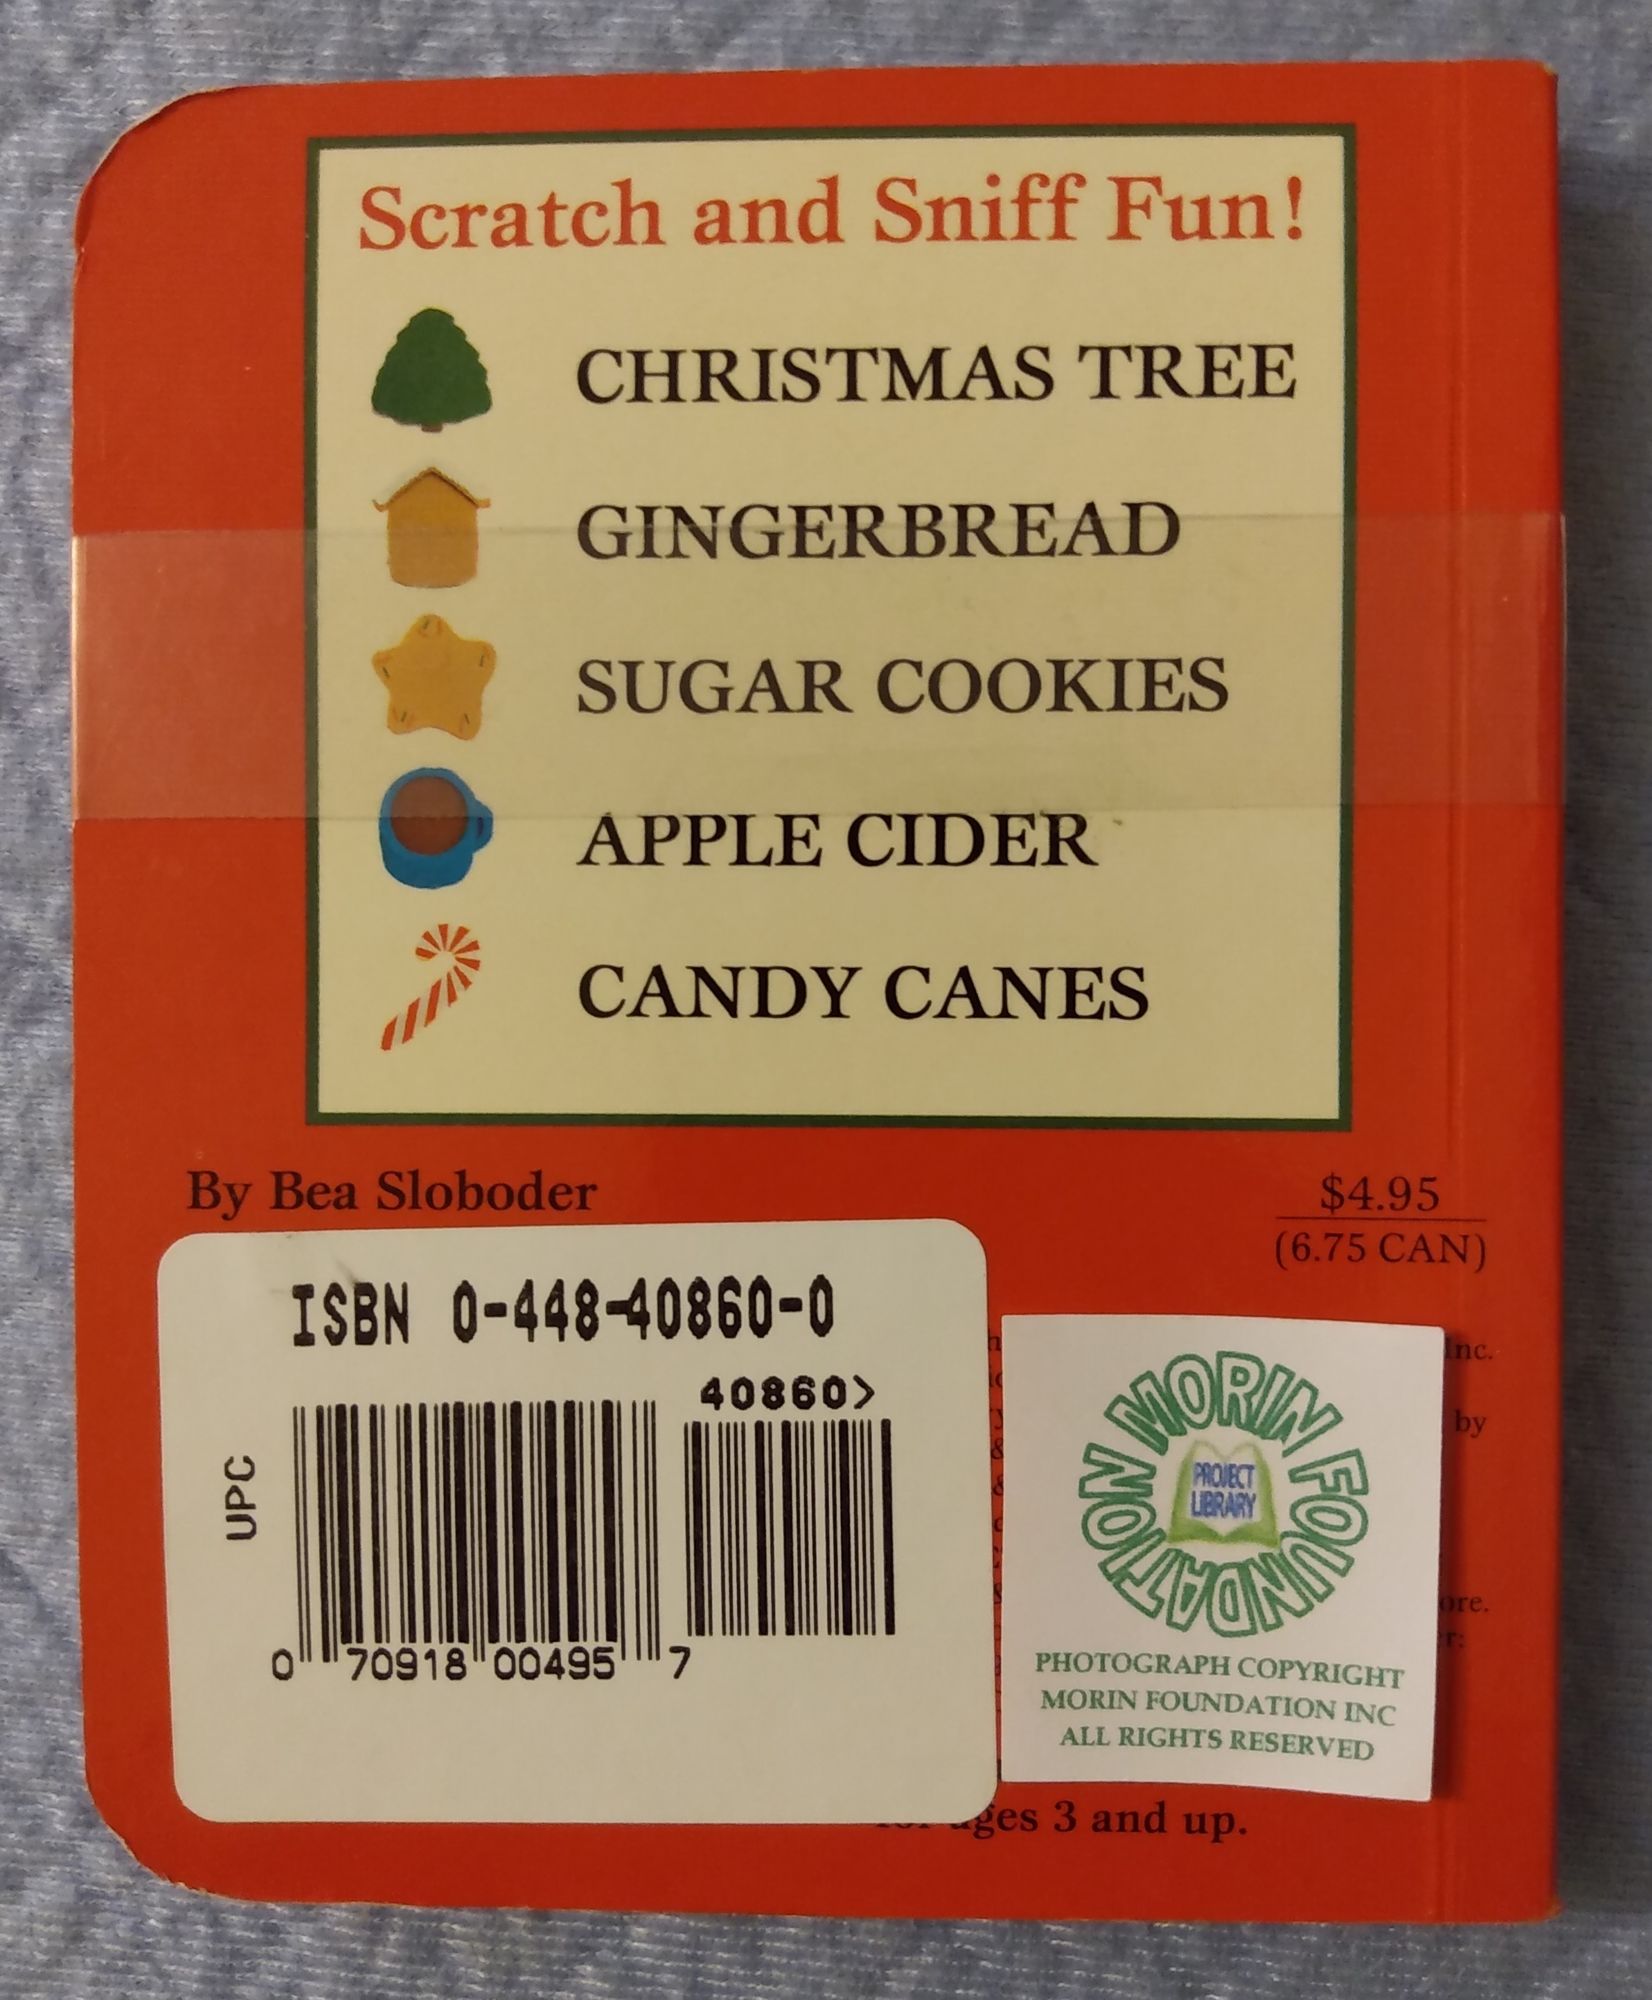 Scratch and Sniff Fun!
CHRISTMAS TREE
GINGERBREAD
SUGAR COOKIES
APPLE CIDER
CANDY CANES
By Bea Sloboder
$4.95
(6.75 CAN)
ISBN 0-448-40860-0
40860>
UPC
0 70918 00495 7
Inc.
by
MORIN FOUNDATION
PROJECT
LIBRARY
PHOTOGRAPH COPYRIGHT
MORIN FOUNDATION INC
ALL RIGHTS RESERVED
ages 3 and up.